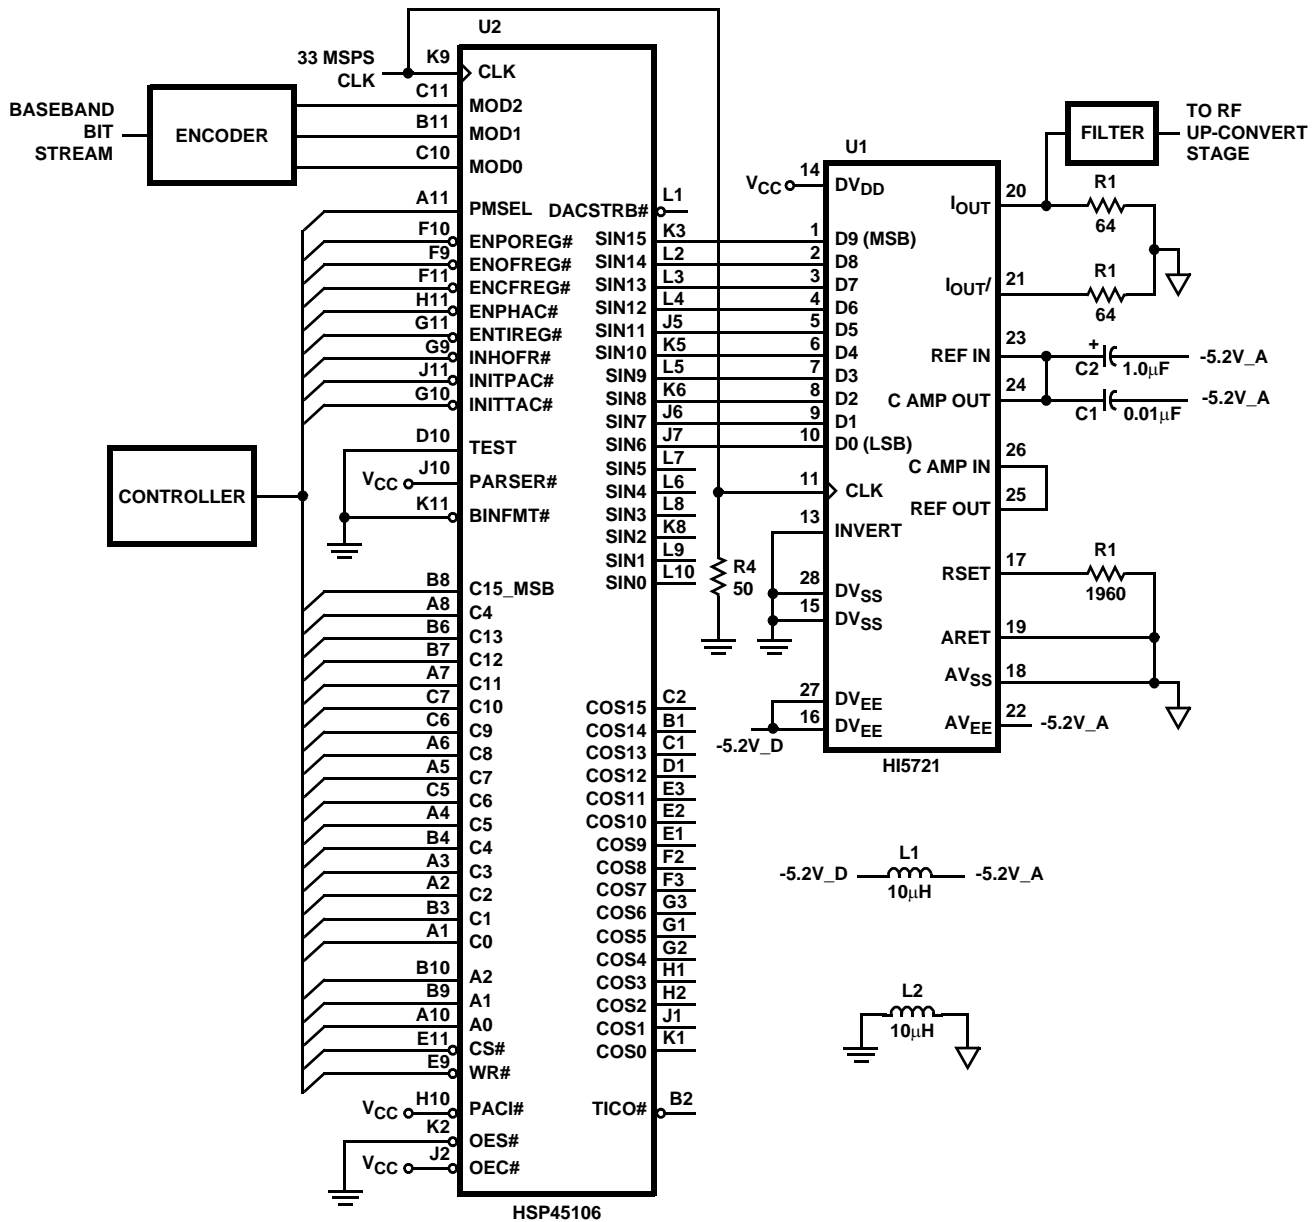 U2
33 MSPS
CLK
K9
CLK
BASEBAND
BIT
STREAM
ENCODER
C11
MOD2
B11
MOD1
C10
MOD0
A11
PMSEL
F10
ENPOREG#
F9
ENOFREG#
F11
ENCFREG#
H11
ENPHAC#
G11
ENTIREG#
G9
INHOFR#
J11
INITPAC#
G10
INITTAC#
D10
TEST
VCC
J10
PARSER#
K11
BINFMT#
CONTROLLER
B8
C15_MSB
A8
C4
B6
C13
B7
C12
A7
C11
C7
C10
C6
C9
A6
C8
A5
C7
C5
C6
A4
C5
B4
C4
A3
C3
A2
C2
B3
C1
A1
C0
B10
A2
B9
A1
A10
A0
E11
CS#
E9
WR#
VCC
H10
PACI#
K2
OES#
VCC
J2
OEC#
DACSTRB#
L1
SIN15
K3
SIN14
L2
SIN13
L3
SIN12
L4
SIN11
J5
SIN10
K5
SIN9
L5
SIN8
K6
SIN7
J6
SIN6
J7
SIN5
L7
SIN4
L6
SIN3
L8
SIN2
K8
SIN1
L9
SIN0
L10
COS15
C2
COS14
B1
COS13
C1
COS12
D1
COS11
E3
COS10
E2
COS9
E1
COS8
F2
COS7
F3
COS6
G3
COS5
G1
COS4
G2
COS3
H1
COS2
H2
COS1
J1
COS0
K1
TICO#
B2
HSP45106
R4
50
U1
VCC
14
DVDD
1
D9 (MSB)
2
D8
3
D7
4
D6
5
D5
6
D4
7
D3
8
D2
9
D1
10
D0 (LSB)
11
CLK
13
INVERT
28
DVSS
15
DVSS
27
DVEE
16
DVEE
-5.2V_D
HI5721
FILTER
TO RF
UP-CONVERT
STAGE
IOUT
20
R1
64
IOUT/
21
R1
64
REF IN
23
+
C2
1.0μF
-5.2V_A
C AMP OUT
24
C1
0.01μF
-5.2V_A
C AMP IN
26
REF OUT
25
RSET
17
R1
1960
ARET
19
AVSS
18
AVEE
22
-5.2V_A
-5.2V_D
L1
10μH
-5.2V_A
L2
10μH